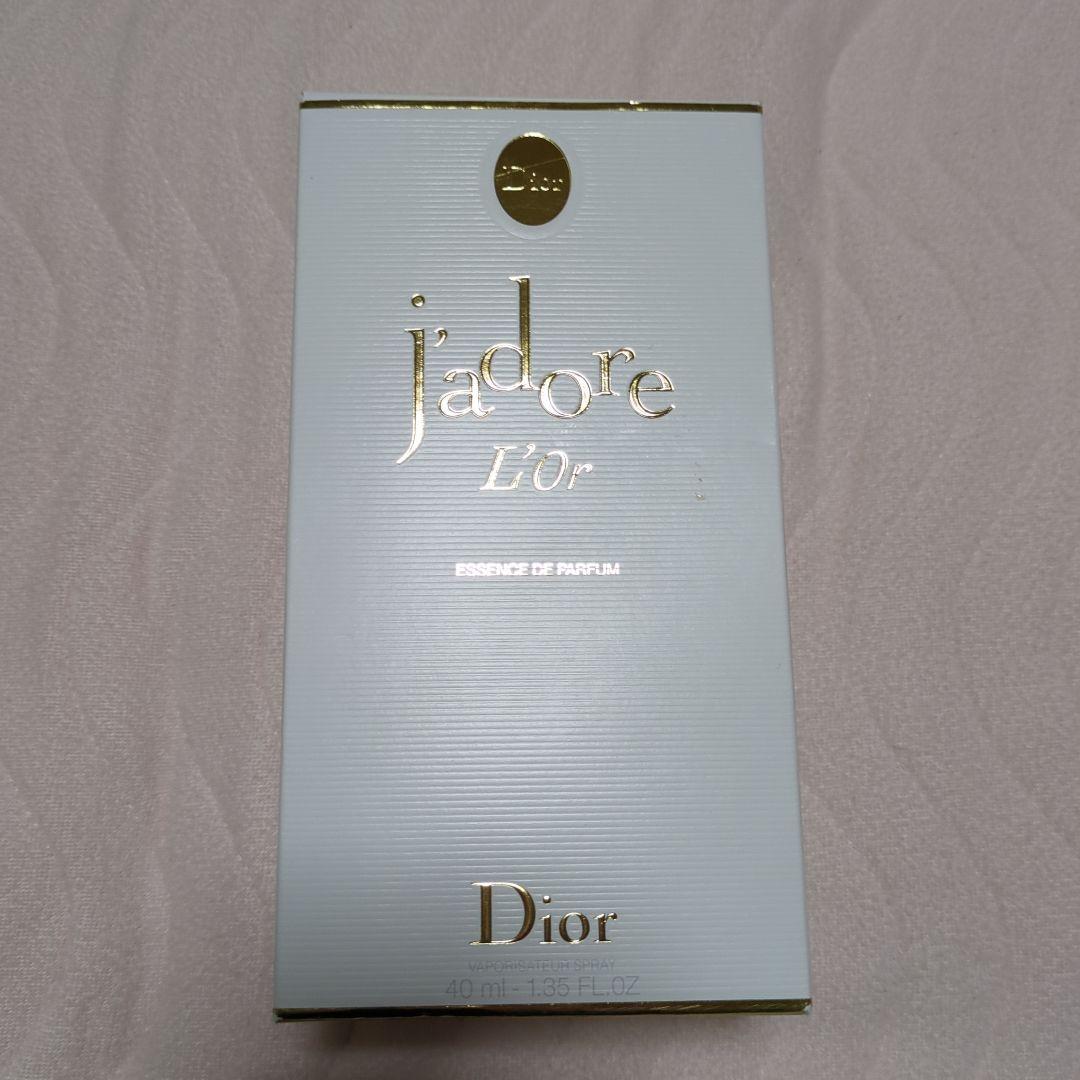 Dior
j'adore
L'Or
ESSENCE DE PARFUM
Dior
VAPORISATEUR SPRAY
40 ml - 1.35 FL.OZ